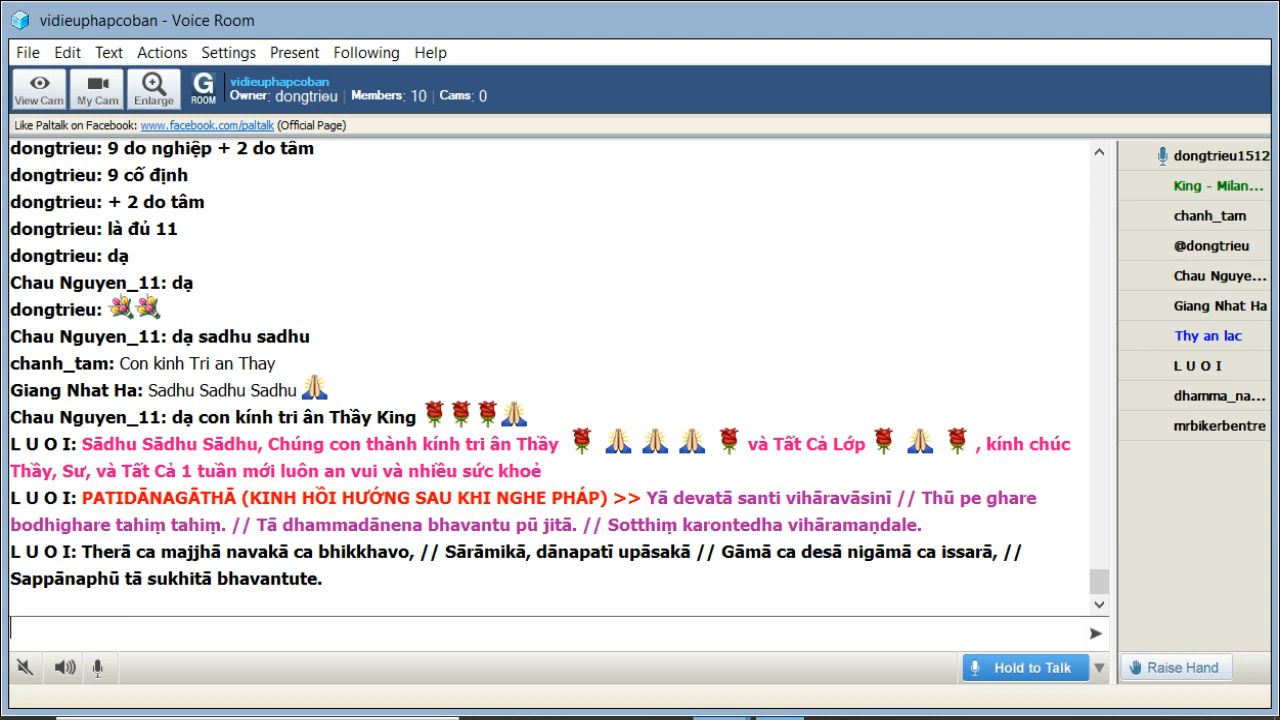 vidieuphapcoban - Voice Room
File Edit Text Actions Settings Present Following Help
View Cam
My Cam
Enlarge
G
ROOM
vidieuphapcoban
Owner: dongtrieu | Members: 10 | Cams: 0
Like Paltalk on Facebook: www.facebook.com/paltalk (Official Page)
dongtrieu: 9 do nghiệp + 2 do tâm
dongtrieu: 9 cố định
dongtrieu: + 2 do tâm
dongtrieu: là đủ 11
dongtrieu: dạ
Chau Nguyen_11: dạ
dongtrieu:
Chau Nguyen_11: dạ sadhu sadhu
chanh_tam: Con kinh Tri an Thay
Giang Nhat Ha: Sadhu Sadhu Sadhu
Chau Nguyen_11: dạ con kính tri ân Thầy King
L U O I: Sādhu Sādhu Sādhu, Chúng con thành kính tri ân Thầy và Tất Cả Lớp , kính chúc
Thầy, Sư, và Tất Cả 1 tuần mới luôn an vui và nhiều sức khoẻ
L U O I: PATIDĀNAGĀTHĀ (KINH HỒI HƯỚNG SAU KHI NGHE PHÁP) >> Yā devatā santi vihāravāsinī // Thū pe ghare
bodhighare tahiṃ tahiṃ. // Tā dhammadānena bhavantu pū jitā. // Sotthiṃ karontedha vihāramaṇdale.
L U O I: Therā ca majjhā navakā ca bhikkhavo, // Sārāmikā, dānapatī upāsakā // Gāmā ca desā nigāmā ca issarā, //
Sappānaphū tā sukhitā bhavantute.
dongtrieu1512
King - Milan...
chanh_tam
@dongtrieu
Chau Nguye...
Giang Nhat Ha
Thy an lac
L U O I
dhamma_na...
mrbikerbentre
Hold to Talk
Raise Hand